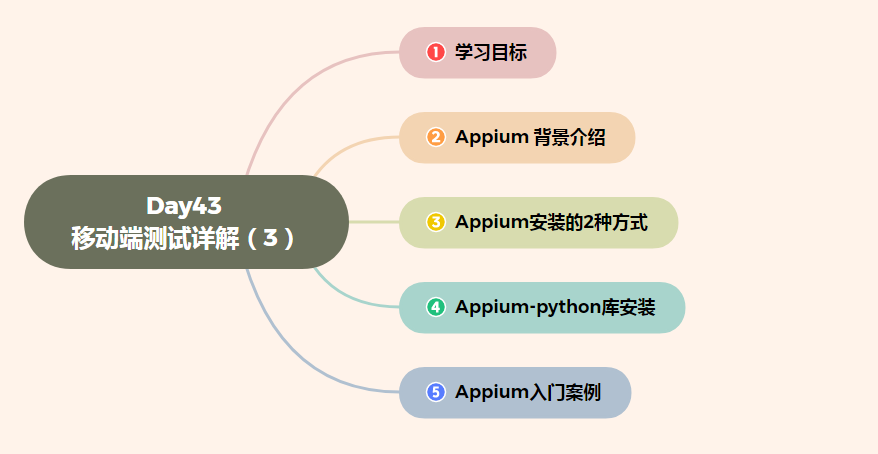 Day43
移动端测试详解（3）
1 学习目标
2 Appium 背景介绍
3 Appium安装的2种方式
4 Appium-python库安装
5 Appium入门案例